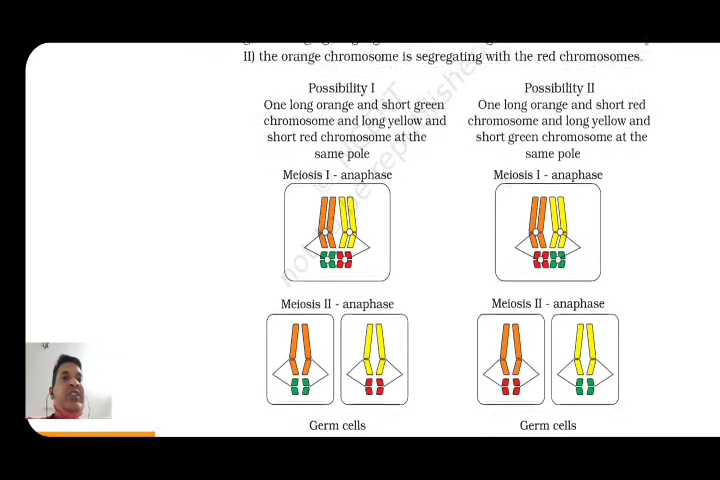 II) the orange chromosome is segregating with the red chromosomes.
Possibility I
One long orange and short green
chromosome and long yellow and
short red chromosome at the
same pole
Meiosis I - anaphase
Meiosis II - anaphase
Germ cells
Possibility II
One long orange and short red
chromosome and long yellow and
short green chromosome at the
same pole
Meiosis I - anaphase
Meiosis II - anaphase
Germ cells